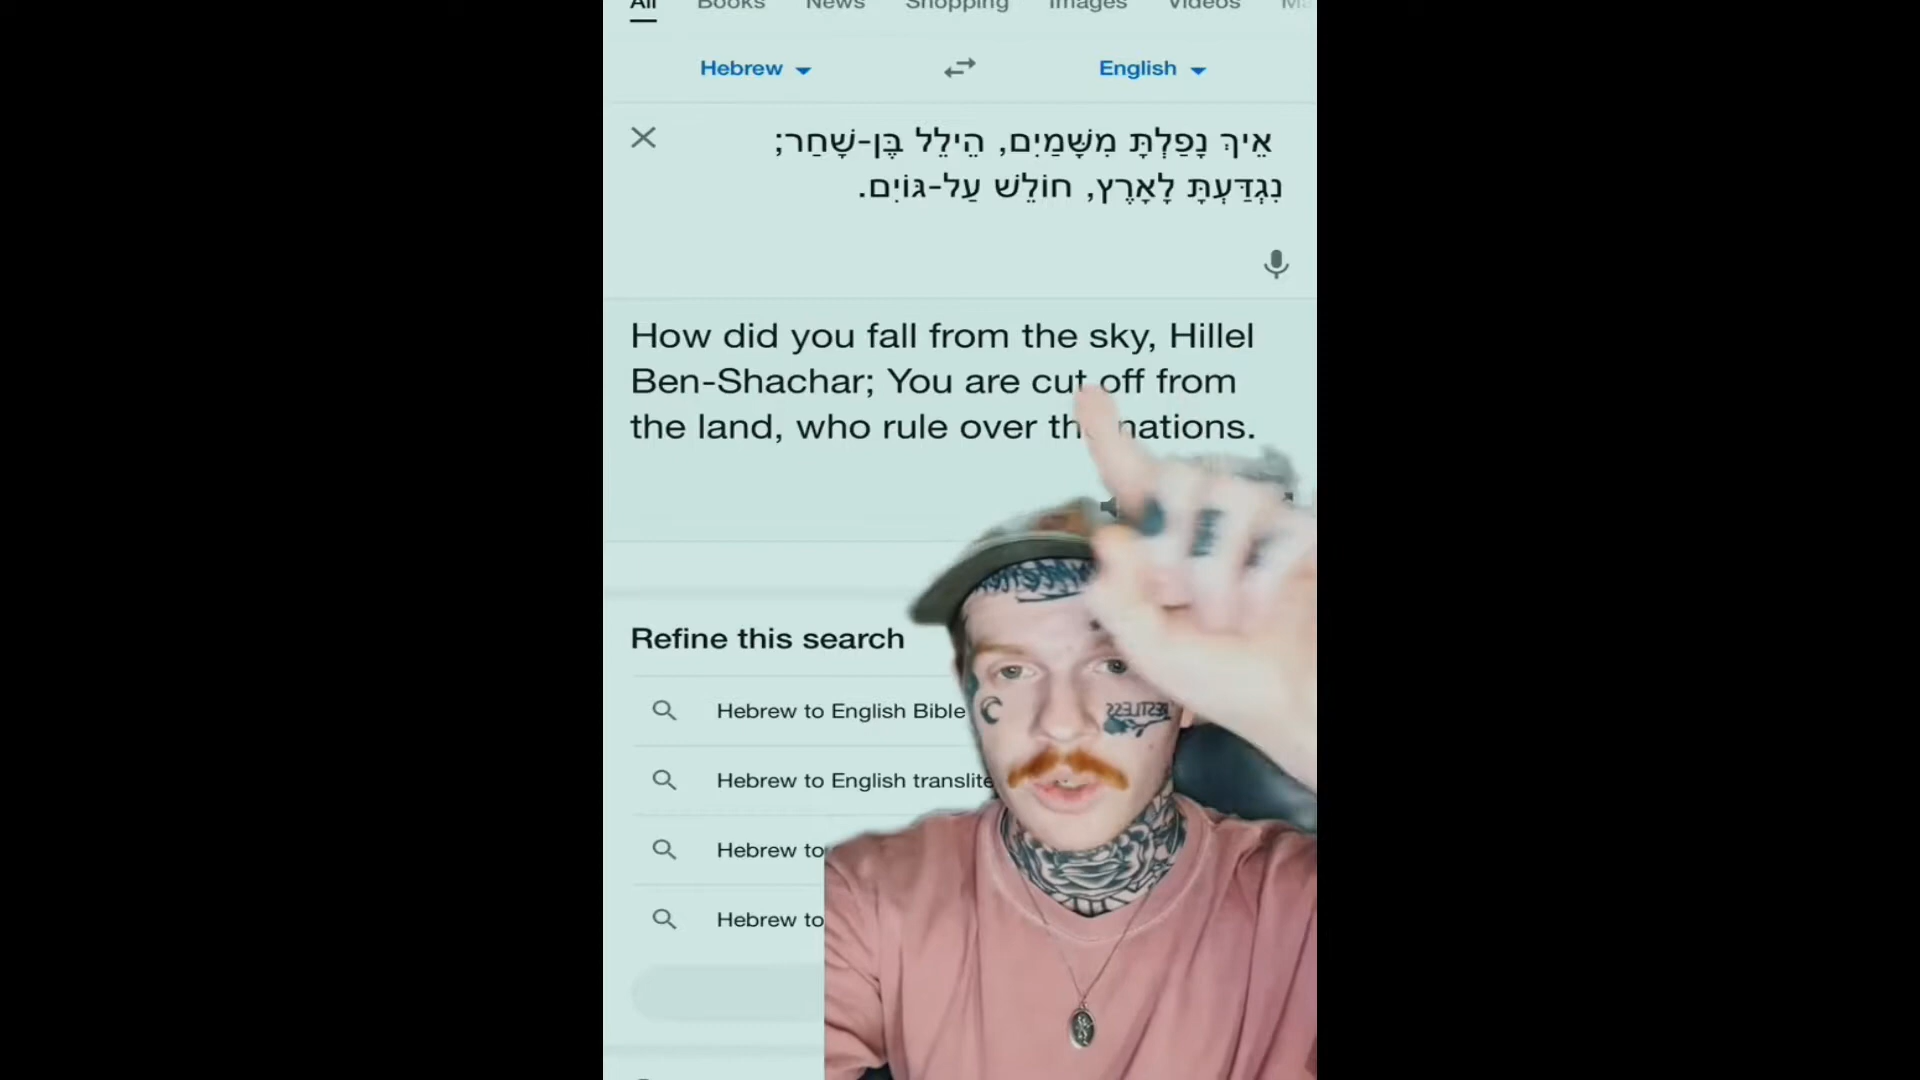 All Books News Shopping Images Videos
Hebrew English
אֵיךְ נָפַלְתָּ מִשָּׁמַיִם, הֵילֵל בֶּן-שָׁחַר;
נִגְדַּעְתָּ לָאָרֶץ, חוֹלֵשׁ עַל-גּוֹיִם.
How did you fall from the sky, Hillel
Ben-Shachar; You are cut off from
the land, who rule over the nations.
Refine this search
Hebrew to English Bible
Hebrew to English translite
Hebrew to
Hebrew to
RESTLESS